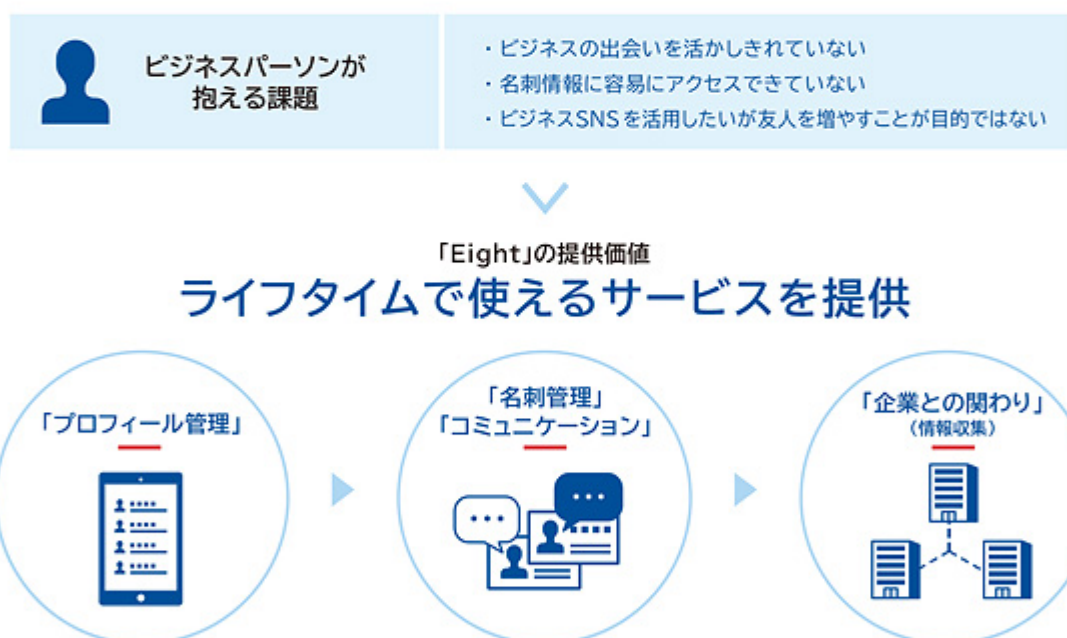 ビジネスパーソンが
抱える課題
・ビジネスの出会いを活かしきれていない
・名刺情報に容易にアクセスできていない
・ビジネスSNSを活用したいが友人を増やすことが目的ではない
「Eight」の提供価値
ライフタイムで使えるサービスを提供
「プロフィール管理」
「名刺管理」
「コミュニケーション」
「企業との関わり」
（情報収集）